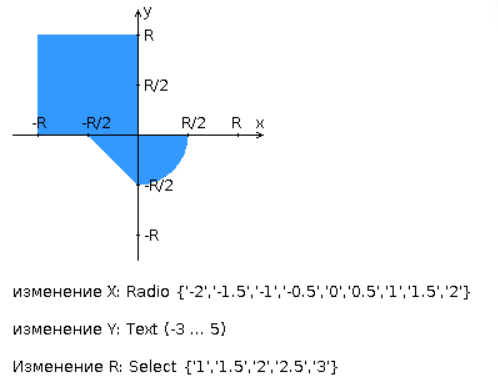 y
R
R/2
-R -R/2 R/2 R x
-R/2
-R
изменение X: Radio {'-2','-1.5','-1','-0.5','0','0.5','1','1.5','2'}
изменение Y: Text (-3 ... 5)
Изменение R: Select {'1','1.5','2','2.5','3'}